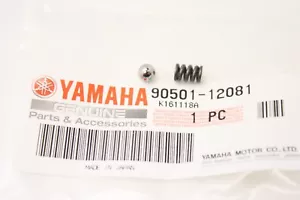 YAMAHA 90501-12081
K161118A
GENUINE
Parts & Accessories
1 PC
YAMAHA MOTOR CO., LTD.
MADE IN JAPAN